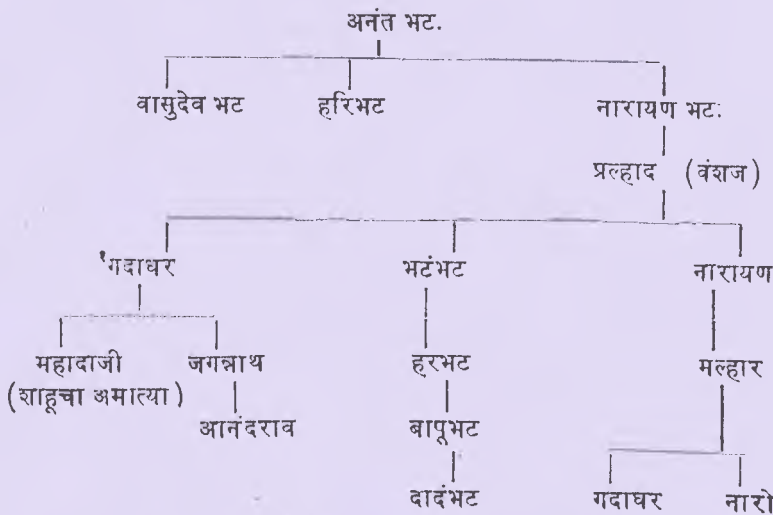 अनंत भट.
वासुदेव भट हरिभट नारायण भट:
प्रल्हाद (वंशज)
'गदाधर भटंभट नारायण
महादाजी जगन्नाथ हरभट मल्हार
(शाहूचा अमात्या)
आनंदराव बापूभट
दादंभट गदाघर नारो